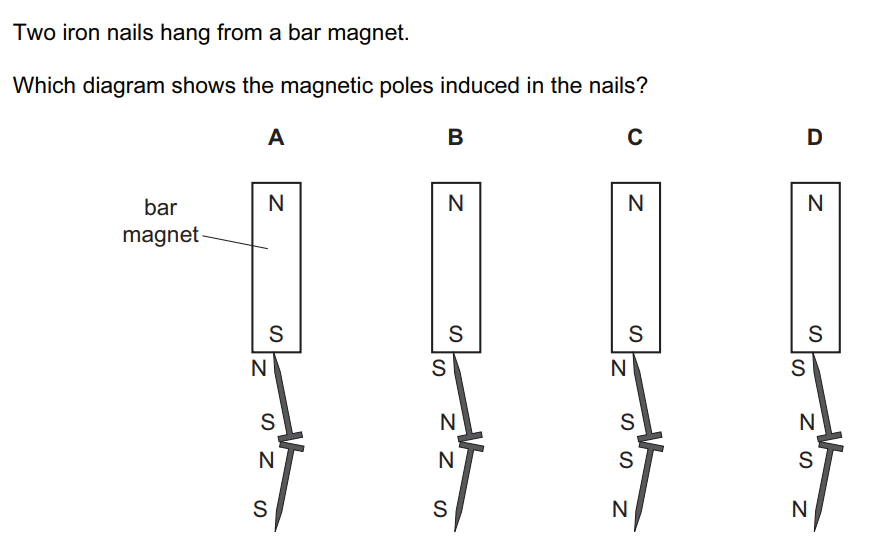 Two iron nails hang from a bar magnet.
Which diagram shows the magnetic poles induced in the nails?
A B C D
bar
magnet
N N N N
S S S S
N S N S
S N S N
N N S S
S S N N